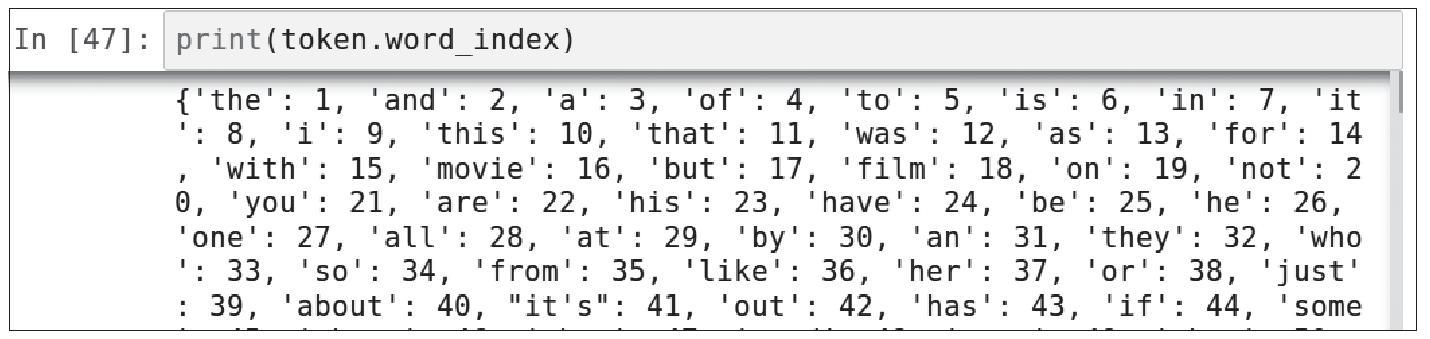 In [47]: print(token.word_index)
{'the': 1, 'and': 2, 'a': 3, 'of': 4, 'to': 5, 'is': 6, 'in': 7, 'it
': 8, 'i': 9, 'this': 10, 'that': 11, 'was': 12, 'as': 13, 'for': 14
, 'with': 15, 'movie': 16, 'but': 17, 'film': 18, 'on': 19, 'not': 2
0, 'you': 21, 'are': 22, 'his': 23, 'have': 24, 'be': 25, 'he': 26,
'one': 27, 'all': 28, 'at': 29, 'by': 30, 'an': 31, 'they': 32, 'who
': 33, 'so': 34, 'from': 35, 'like': 36, 'her': 37, 'or': 38, 'just'
: 39, 'about': 40, "it's": 41, 'out': 42, 'has': 43, 'if': 44, 'some